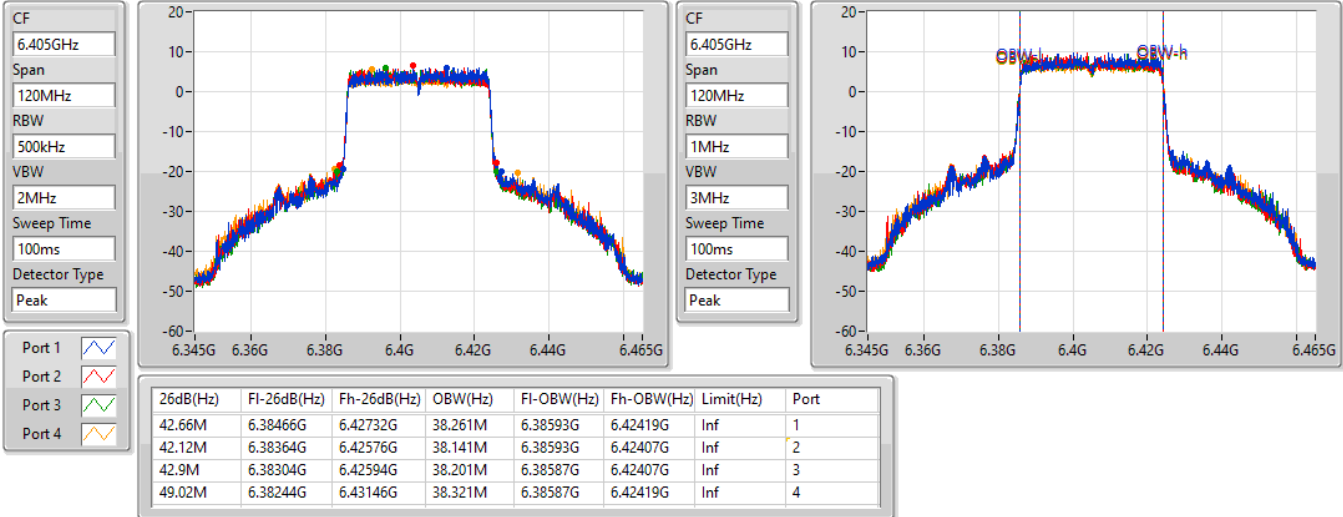 CF
6.405GHz
Span
120MHz
RBW
500kHz
VBW
2MHz
Sweep Time
100ms
Detector Type
Peak
Port 1
Port 2
Port 3
Port 4
20
10
0
-10
-20
-30
-40
-50
-60
6.345G 6.36G 6.38G 6.4G 6.42G 6.44G 6.465G
CF
6.405GHz
Span
120MHz
RBW
1MHz
VBW
3MHz
Sweep Time
100ms
Detector Type
Peak
20
10
0
-10
-20
-30
-40
-50
-60
OBW-l OBW-h
6.345G 6.36G 6.38G 6.4G 6.42G 6.44G 6.465G
26dB(Hz) Fl-26dB(Hz) Fh-26dB(Hz) OBW(Hz) Fl-OBW(Hz) Fh-OBW(Hz) Limit(Hz) Port
42.66M 6.38466G 6.42732G 38.261M 6.38593G 6.42419G Inf 1
42.12M 6.38364G 6.42576G 38.141M 6.38593G 6.42407G Inf 2
42.9M 6.38304G 6.42594G 38.201M 6.38587G 6.42407G Inf 3
49.02M 6.38244G 6.43146G 38.321M 6.38587G 6.42419G Inf 4